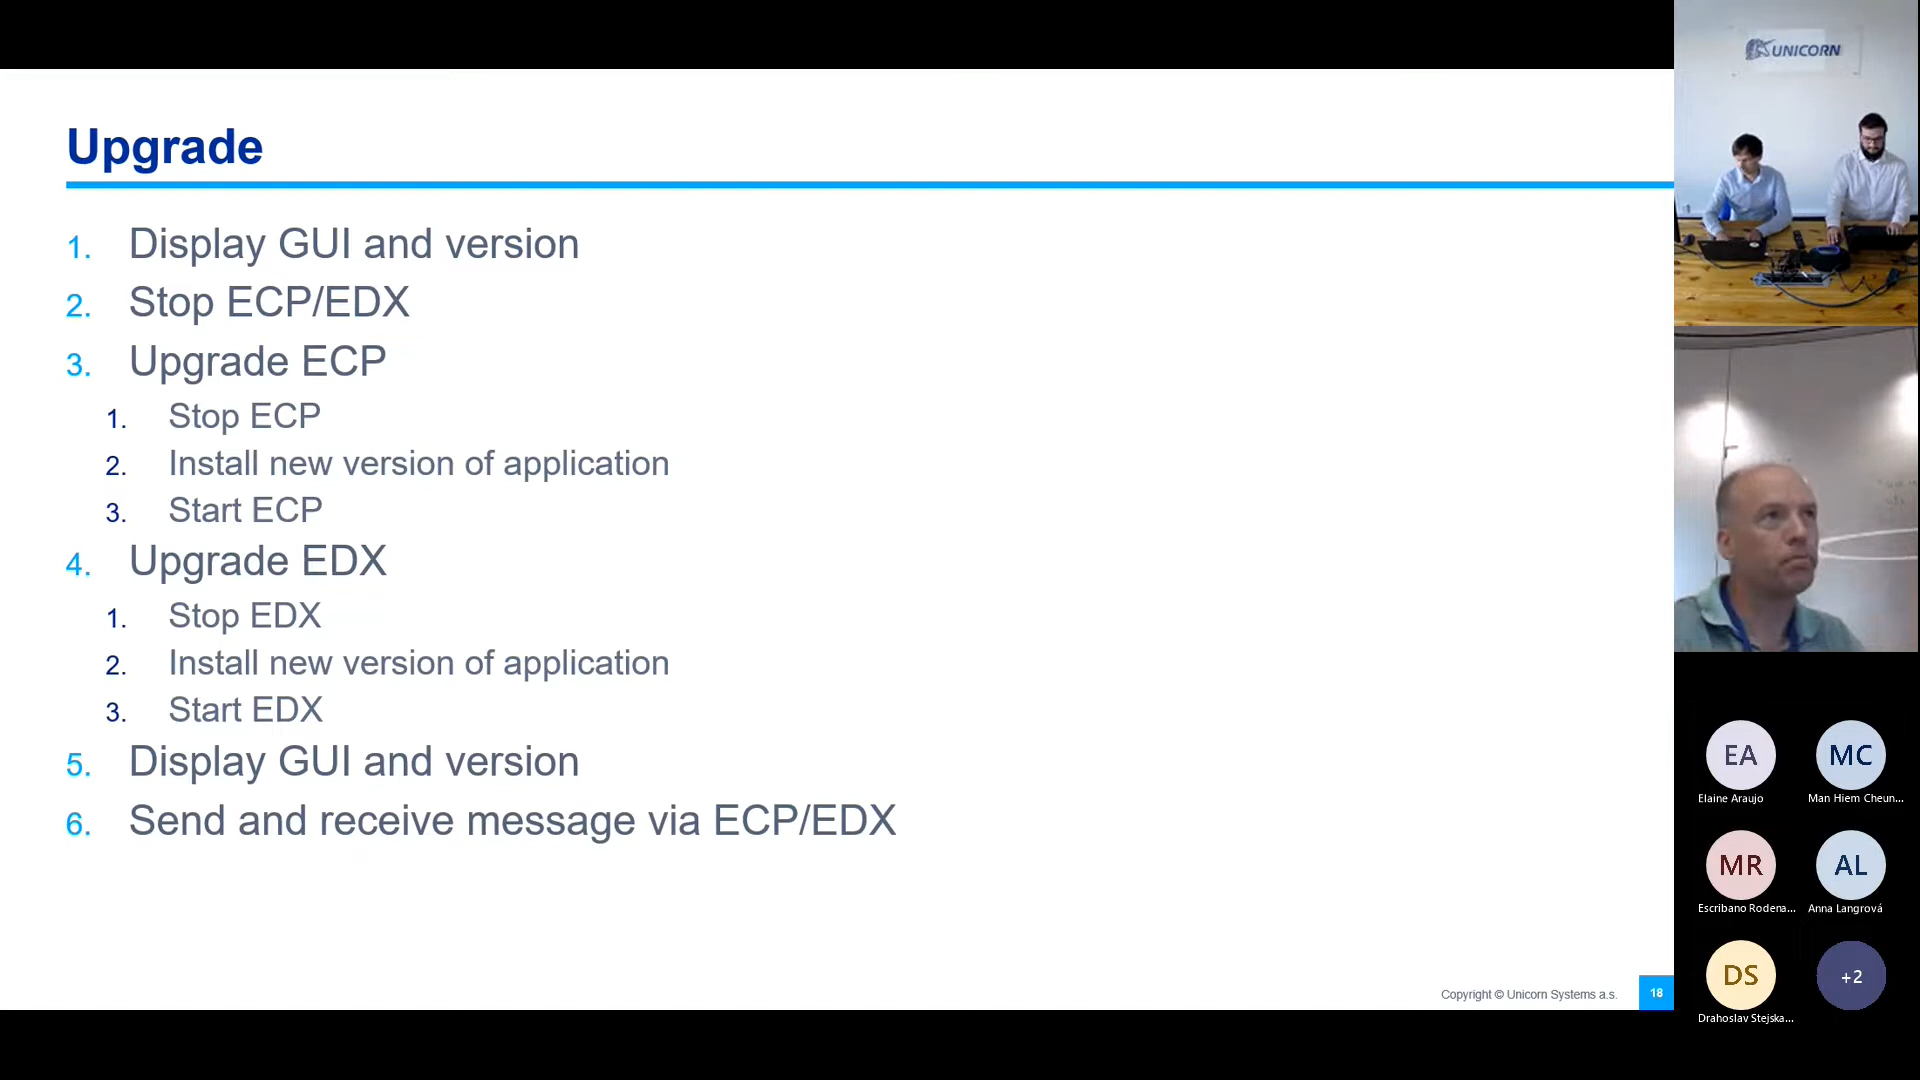 UNICORN
Upgrade
1. Display GUI and version
2. Stop ECP/EDX
3. Upgrade ECP
1. Stop ECP
2. Install new version of application
3. Start ECP
4. Upgrade EDX
1. Stop EDX
2. Install new version of application
3. Start EDX
5. Display GUI and version
6. Send and receive message via ECP/EDX
Copyright © Unicorn Systems a.s.
18
EA
Elaine Araujo
MC
Man Hiem Cheun...
MR
Escribano Rodena...
AL
Anna Langrová
DS
Drahoslav Stejska...
+2